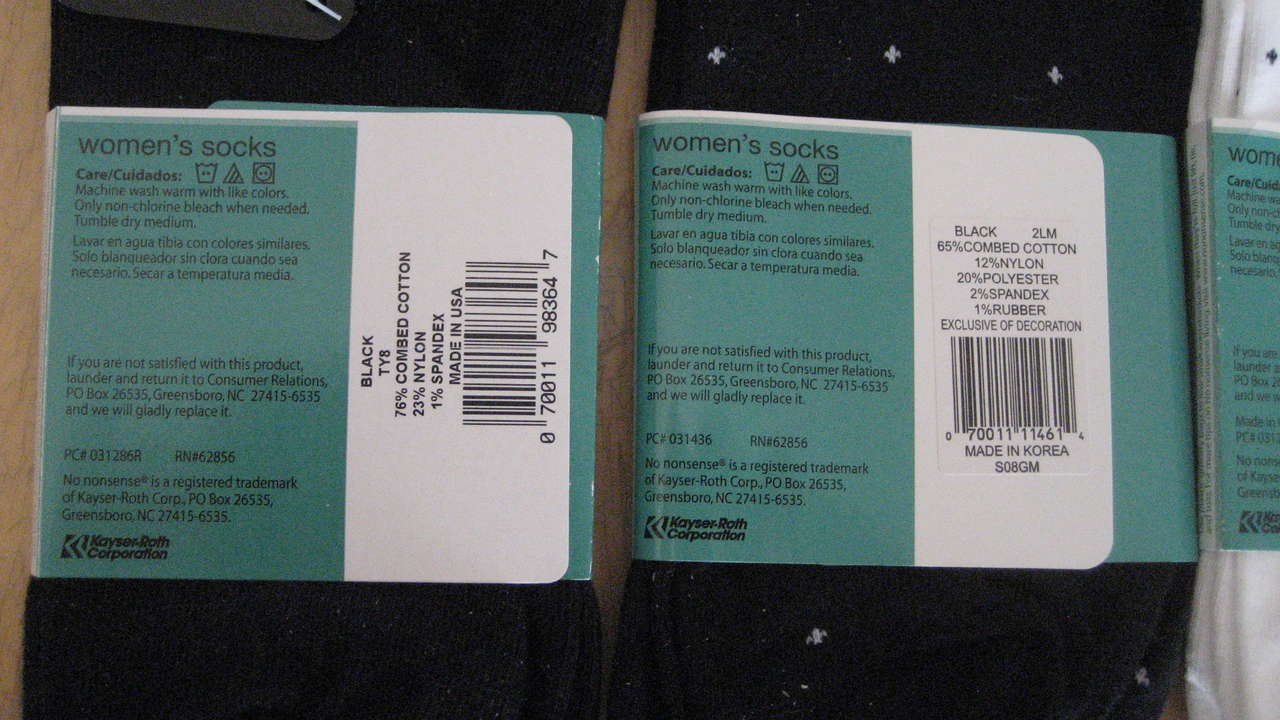 women's socks
Care/Cuidados:
Machine wash warm with like colors.
Only non-chlorine bleach when needed.
Tumble dry medium.
Lavar en agua tibia con colores similares.
Solo blanqueador sin clora cuando sea
necesario. Secar a temperatura media.
If you are not satisfied with this product,
launder and return it to Consumer Relations,
PO Box 26535, Greensboro, NC 27415-6535
and we will gladly replace it.
PC# 031286R RN#62856
No nonsense® is a registered trademark
of Kayser-Roth Corp., PO Box 26535,
Greensboro, NC 27415-6535.
Kayser-Roth
Corporation
BLACK
TY8
76% COMBED COTTON
23% NYLON
1% SPANDEX
MADE IN USA
0 70011 98364 7
women's socks
Care/Cuidados:
Machine wash warm with like colors.
Only non-chlorine bleach when needed.
Tumble dry medium.
Lavar en agua tibia con colores similares.
Solo blanqueador sin clora cuando sea
necesario. Secar a temperatura media.
If you are not satisfied with this product,
launder and return it to Consumer Relations,
PO Box 26535, Greensboro, NC 27415-6535
and we will gladly replace it.
PC# 031436 RN#62856
No nonsense® is a registered trademark
of Kayser-Roth Corp., PO Box 26535,
Greensboro, NC 27415-6535.
Kayser-Roth
Corporation
BLACK 2LM
65%COMBED COTTON
12%NYLON
20%POLYESTER
2%SPANDEX
1%RUBBER
EXCLUSIVE OF DECORATION
0 70011 11461 4
MADE IN KOREA
S08GM